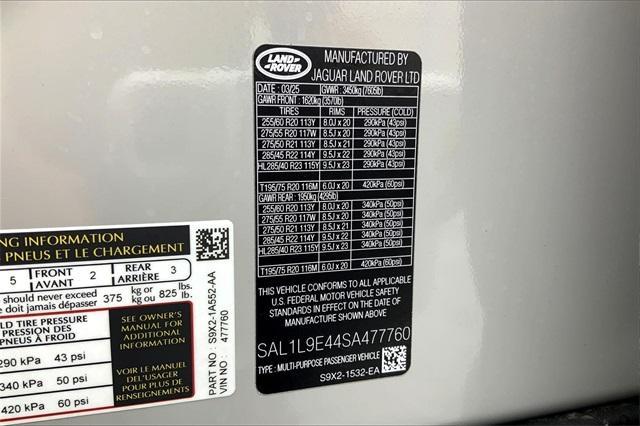 LAND
ROVER
MANUFACTURED BY
JAGUAR LAND ROVER LTD
DATE : 03/25 GVWR : 3450kg (7605lb)
GAWR FRONT : 1620kg (3570lb)
TIRES RIMS PRESSURE (COLD)
255/60 R20 113Y 8.0J x 20 290kPa (43psi)
275/55 R20 117W 8.5J x 20 290kPa (43psi)
275/50 R21 113Y 8.5J x 21 290kPa (43psi)
285/45 R22 114Y 9.5J x 22 290kPa (43psi)
HL285/40 R23 115Y 9.5J x 23 290kPa (43psi)
T195/75 R20 116M 6.0J x 20 420kPa (60psi)
GAWR REAR : 1950kg (4295lb)
255/60 R20 113Y 8.0J x 20 340kPa (50psi)
275/55 R20 117W 8.5J x 20 340kPa (50psi)
275/50 R21 113Y 8.5J x 21 340kPa (50psi)
285/45 R22 114Y 9.5J x 22 340kPa (50psi)
HL285/40 R23 115Y 9.5J x 23 340kPa (50psi)
T195/75 R20 116M 6.0J x 20 420kPa (60psi)
THIS VEHICLE CONFORMS TO ALL APPLICABLE
U.S. FEDERAL MOTOR VEHICLE SAFETY
STANDARDS IN EFFECT ON THE DATE OF
MANUFACTURE SHOWN ABOVE
SAL1L9E44SA477760
TYPE : MULTI-PURPOSE PASSENGER VEHICLE
S9X2-1532-EA
NG INFORMATION
PNEUS ET LE CHARGEMENT
5 FRONT AVANT 2 REAR ARRIÈRE 3
should never exceed
e doit jamais dépasser 375 kg or kg ou 825 lbs. lb.
LD TIRE PRESSURE
PRESSION DES
PNEUS À FROID
290 kPa 43 psi
340 kPa 50 psi
420 kPa 60 psi
SEE OWNER'S
MANUAL FOR
ADDITIONAL
INFORMATION
VOIR LE MANUEL
DE L'USAGER
POUR PLUS DE
RENSEIGNEMENTS
PART NO : S9X2-1A552-AA
VIN NO : 477760